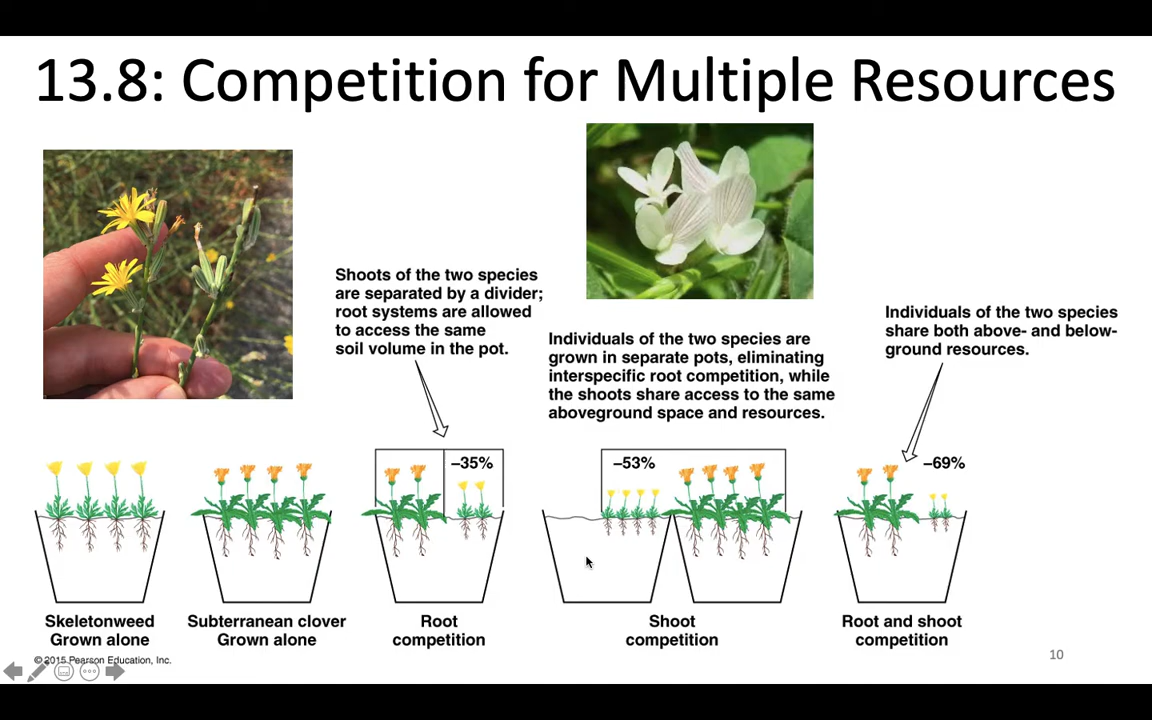 13.8: Competition for Multiple Resources
Shoots of the two species
are separated by a divider;
root systems are allowed
to access the same
soil volume in the pot.
Individuals of the two species are
grown in separate pots, eliminating
interspecific root competition, while
the shoots share access to the same
aboveground space and resources.
Individuals of the two species
share both above- and below-
ground resources.
–35%
–53%
–69%
Skeletonweed
Grown alone
Subterranean clover
Grown alone
Root
competition
Shoot
competition
Root and shoot
competition
© 2015 Pearson Education, Inc.
10